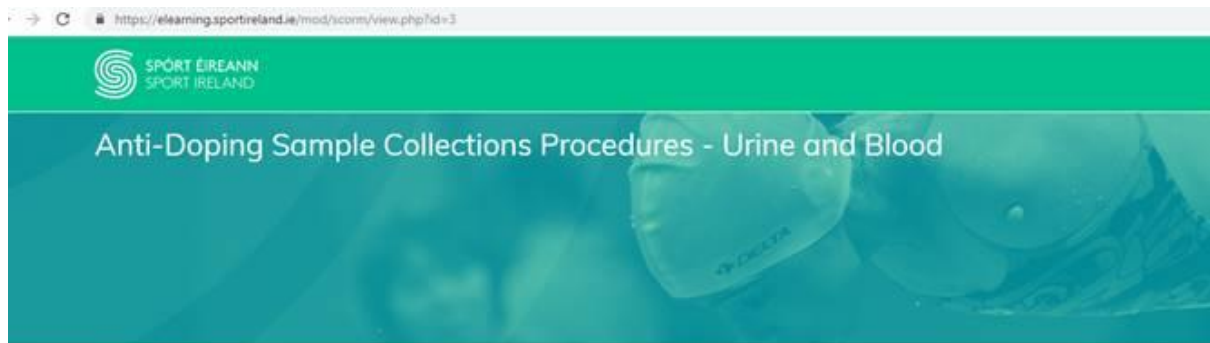 https://elearning.sportireland.ie/mod/scorm/view.php?id=3
SPÓRT ÉIREANN
SPORT IRELAND
Anti-Doping Sample Collections Procedures - Urine and Blood
DELTA